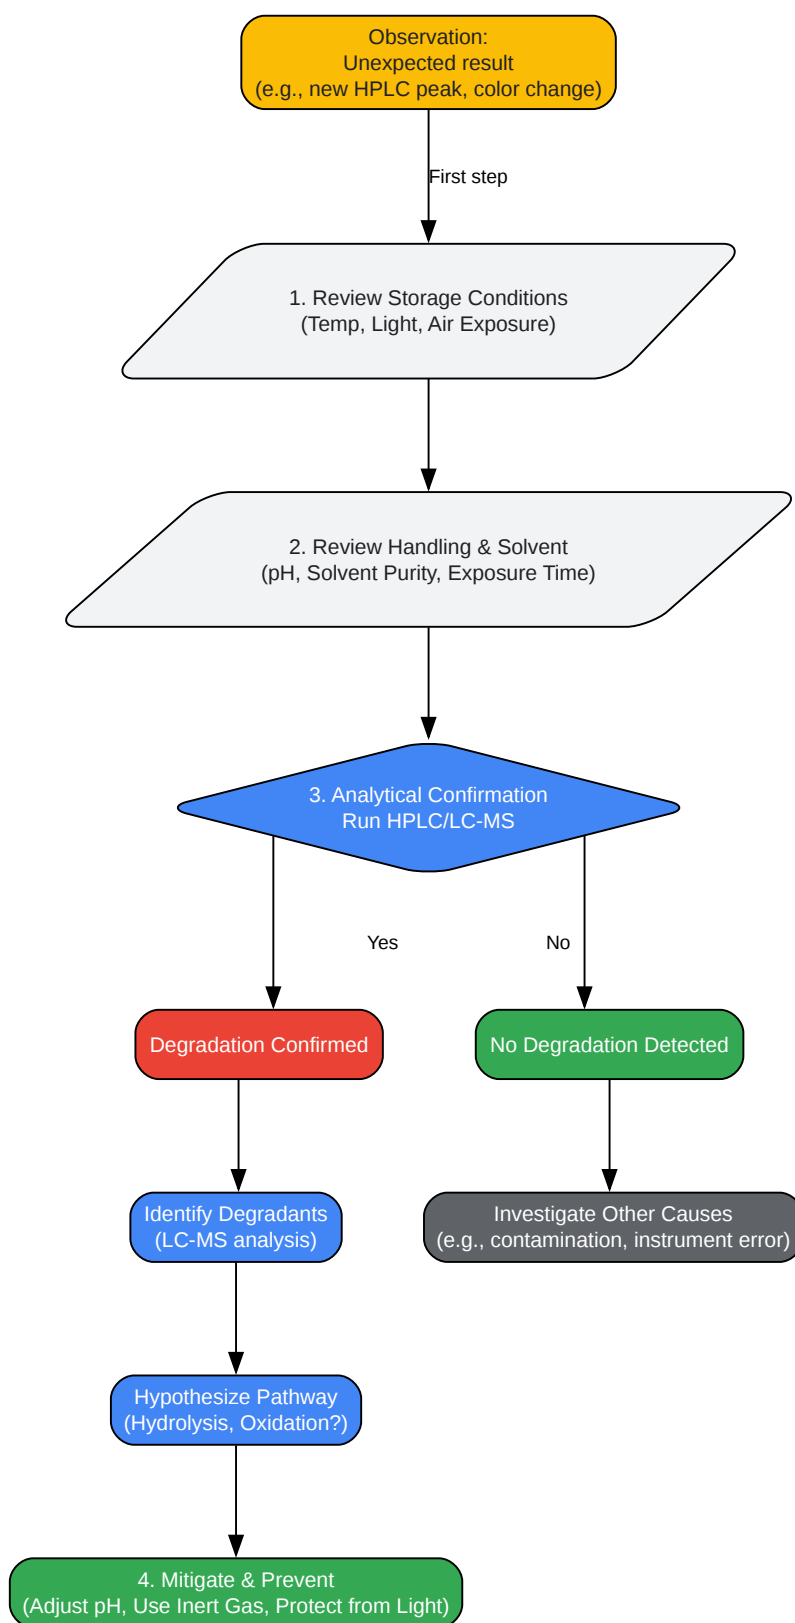 Observation:
Unexpected result
(e.g., new HPLC peak, color change)
First step
1. Review Storage Conditions
(Temp, Light, Air Exposure)
2. Review Handling & Solvent
(pH, Solvent Purity, Exposure Time)
3. Analytical Confirmation
Run HPLC/LC-MS
Yes
No
Degradation Confirmed
No Degradation Detected
Identify Degradants
(LC-MS analysis)
Investigate Other Causes
(e.g., contamination, instrument error)
Hypothesize Pathway
(Hydrolysis, Oxidation?)
4. Mitigate & Prevent
(Adjust pH, Use Inert Gas, Protect from Light)